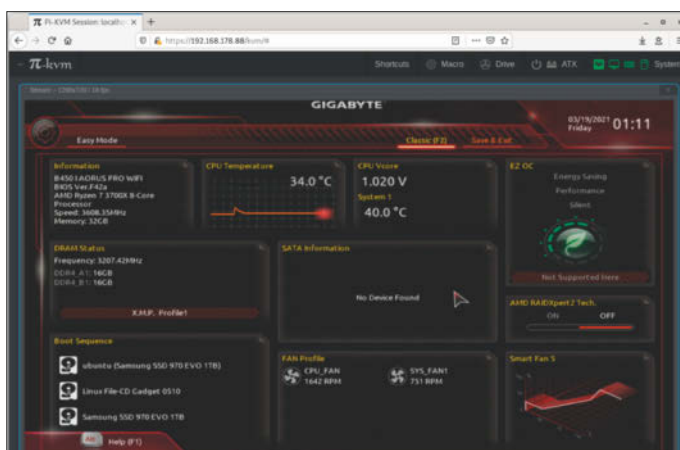 Pi-KVM Session: localhos
https://192.168.178.88/kvm/#
π-kvm
Shortcuts
Macro
Drive
ATX
System
GIGABYTE
03/19/2021
Friday
01:11
Easy Mode
Classic (F2)
Save & Exit
Information
B450 I AORUS PRO WIFI
BIOS Ver.F42a
AMD Ryzen 7 3700X 8-Core
Processor
Speed: 3608.35MHz
Memory: 32GB
CPU Temperature
34.0 °C
CPU Vcore
1.020 V
System 1
40.0 °C
EZ OC
Energy Saving
Performance
Silent
Not Supported Here
DRAM Status
Frequency: 3207.42MHz
DDR4_A1: 16GB
DDR4_B1: 16GB
X.M.P. Profile1
SATA Information
No Device Found
AMD RAIDXpert2 Tech.
ON
OFF
Boot Sequence
ubuntu (Samsung SSD 970 EVO 1TB)
Linux File-CD Gadget 0510
Samsung SSD 970 EVO 1TB
FAN Profile
CPU_FAN
1642 RPM
SYS_FAN1
751 RPM
Smart Fan 5
Alt
Help (F1)